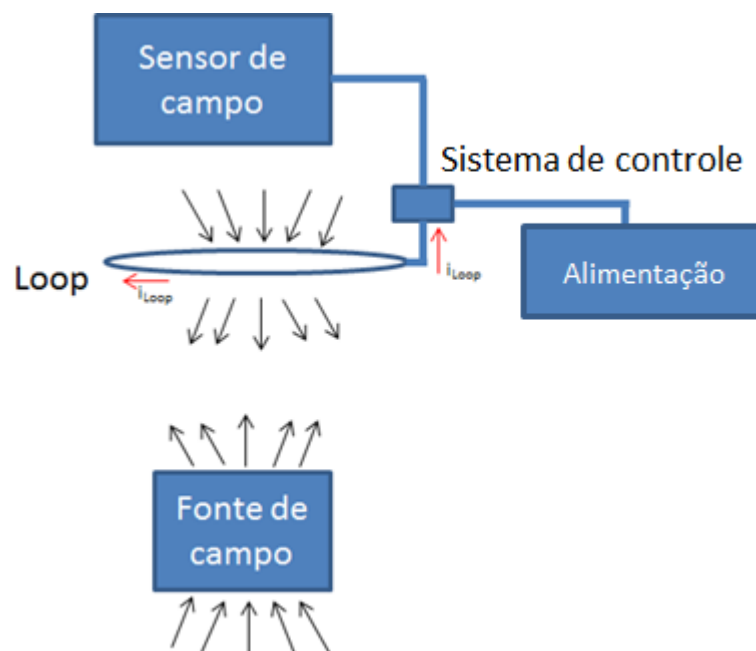 Sensor de
campo
Sistema de controle
Loop
iLoop
iLoop
Alimentação
Fonte de
campo